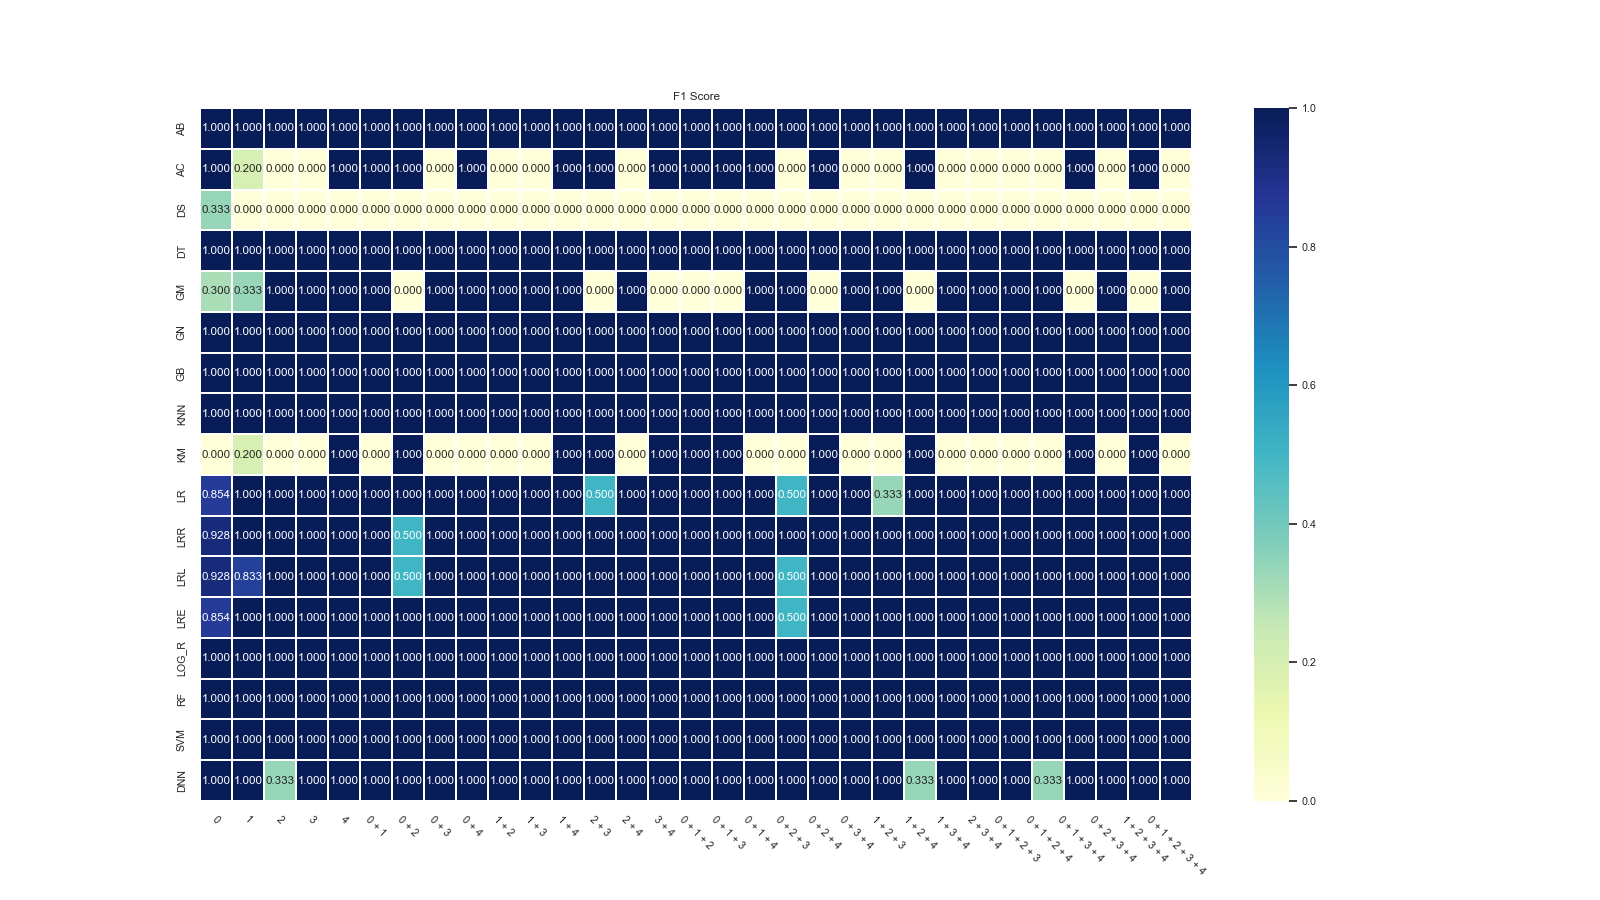 F1 Score
AB 1.000 1.000 1.000 1.000 1.000 1.000 1.000 1.000 1.000 1.000 1.000 1.000 1.000 1.000 1.000 1.000 1.000 1.000 1.000 1.000 1.000 1.000 1.000 1.000 1.000 1.000 1.000 1.000 1.000 1.000 1.000
AC 1.000 0.200 0.000 0.000 1.000 1.000 1.000 0.000 1.000 0.000 0.000 1.000 1.000 0.000 1.000 1.000 1.000 1.000 0.000 1.000 0.000 0.000 1.000 0.000 0.000 0.000 0.000 1.000 0.000 1.000 0.000
DS 0.333 0.000 0.000 0.000 0.000 0.000 0.000 0.000 0.000 0.000 0.000 0.000 0.000 0.000 0.000 0.000 0.000 0.000 0.000 0.000 0.000 0.000 0.000 0.000 0.000 0.000 0.000 0.000 0.000 0.000 0.000
DT 1.000 1.000 1.000 1.000 1.000 1.000 1.000 1.000 1.000 1.000 1.000 1.000 1.000 1.000 1.000 1.000 1.000 1.000 1.000 1.000 1.000 1.000 1.000 1.000 1.000 1.000 1.000 1.000 1.000 1.000 1.000
GM 0.300 0.333 1.000 1.000 1.000 1.000 0.000 1.000 1.000 1.000 1.000 1.000 0.000 1.000 0.000 0.000 0.000 1.000 1.000 0.000 1.000 1.000 0.000 1.000 1.000 1.000 1.000 0.000 1.000 0.000 1.000
GN 1.000 1.000 1.000 1.000 1.000 1.000 1.000 1.000 1.000 1.000 1.000 1.000 1.000 1.000 1.000 1.000 1.000 1.000 1.000 1.000 1.000 1.000 1.000 1.000 1.000 1.000 1.000 1.000 1.000 1.000 1.000
GB 1.000 1.000 1.000 1.000 1.000 1.000 1.000 1.000 1.000 1.000 1.000 1.000 1.000 1.000 1.000 1.000 1.000 1.000 1.000 1.000 1.000 1.000 1.000 1.000 1.000 1.000 1.000 1.000 1.000 1.000 1.000
KNN 1.000 1.000 1.000 1.000 1.000 1.000 1.000 1.000 1.000 1.000 1.000 1.000 1.000 1.000 1.000 1.000 1.000 1.000 1.000 1.000 1.000 1.000 1.000 1.000 1.000 1.000 1.000 1.000 1.000 1.000 1.000
KM 0.000 0.200 0.000 0.000 1.000 0.000 1.000 0.000 0.000 0.000 0.000 1.000 1.000 0.000 1.000 1.000 1.000 0.000 0.000 1.000 0.000 0.000 1.000 0.000 0.000 0.000 0.000 1.000 0.000 1.000 0.000
LR 0.854 1.000 1.000 1.000 1.000 1.000 1.000 1.000 1.000 1.000 1.000 1.000 0.500 1.000 1.000 1.000 1.000 1.000 0.500 1.000 1.000 0.333 1.000 1.000 1.000 1.000 1.000 1.000 1.000 1.000 1.000
LRR 0.928 1.000 1.000 1.000 1.000 1.000 0.500 1.000 1.000 1.000 1.000 1.000 1.000 1.000 1.000 1.000 1.000 1.000 1.000 1.000 1.000 1.000 1.000 1.000 1.000 1.000 1.000 1.000 1.000 1.000 1.000
LRL 0.928 0.833 1.000 1.000 1.000 1.000 0.500 1.000 1.000 1.000 1.000 1.000 1.000 1.000 1.000 1.000 1.000 1.000 0.500 1.000 1.000 1.000 1.000 1.000 1.000 1.000 1.000 1.000 1.000 1.000 1.000
LRE 0.854 1.000 1.000 1.000 1.000 1.000 1.000 1.000 1.000 1.000 1.000 1.000 1.000 1.000 1.000 1.000 1.000 1.000 0.500 1.000 1.000 1.000 1.000 1.000 1.000 1.000 1.000 1.000 1.000 1.000 1.000
LOG_R 1.000 1.000 1.000 1.000 1.000 1.000 1.000 1.000 1.000 1.000 1.000 1.000 1.000 1.000 1.000 1.000 1.000 1.000 1.000 1.000 1.000 1.000 1.000 1.000 1.000 1.000 1.000 1.000 1.000 1.000 1.000
RF 1.000 1.000 1.000 1.000 1.000 1.000 1.000 1.000 1.000 1.000 1.000 1.000 1.000 1.000 1.000 1.000 1.000 1.000 1.000 1.000 1.000 1.000 1.000 1.000 1.000 1.000 1.000 1.000 1.000 1.000 1.000
SVM 1.000 1.000 1.000 1.000 1.000 1.000 1.000 1.000 1.000 1.000 1.000 1.000 1.000 1.000 1.000 1.000 1.000 1.000 1.000 1.000 1.000 1.000 1.000 1.000 1.000 1.000 1.000 1.000 1.000 1.000 1.000
DNN 1.000 1.000 0.333 1.000 1.000 1.000 1.000 1.000 1.000 1.000 1.000 1.000 1.000 1.000 1.000 1.000 1.000 1.000 1.000 1.000 1.000 1.000 0.333 1.000 1.000 1.000 0.333 1.000 1.000 1.000 1.000
0
1
2
3
4
0 + 1
0 + 2
0 + 3
0 + 4
1 + 2
1 + 3
1 + 4
2 + 3
2 + 4
3 + 4
0 + 1 + 2
0 + 1 + 3
0 + 1 + 4
0 + 2 + 3
0 + 2 + 4
0 + 3 + 4
1 + 2 + 3
1 + 2 + 4
1 + 3 + 4
2 + 3 + 4
0 + 1 + 2 + 3
0 + 1 + 2 + 4
0 + 1 + 3 + 4
0 + 2 + 3 + 4
1 + 2 + 3 + 4
0 + 1 + 2 + 3 + 4
1.0
0.8
0.6
0.4
0.2
0.0